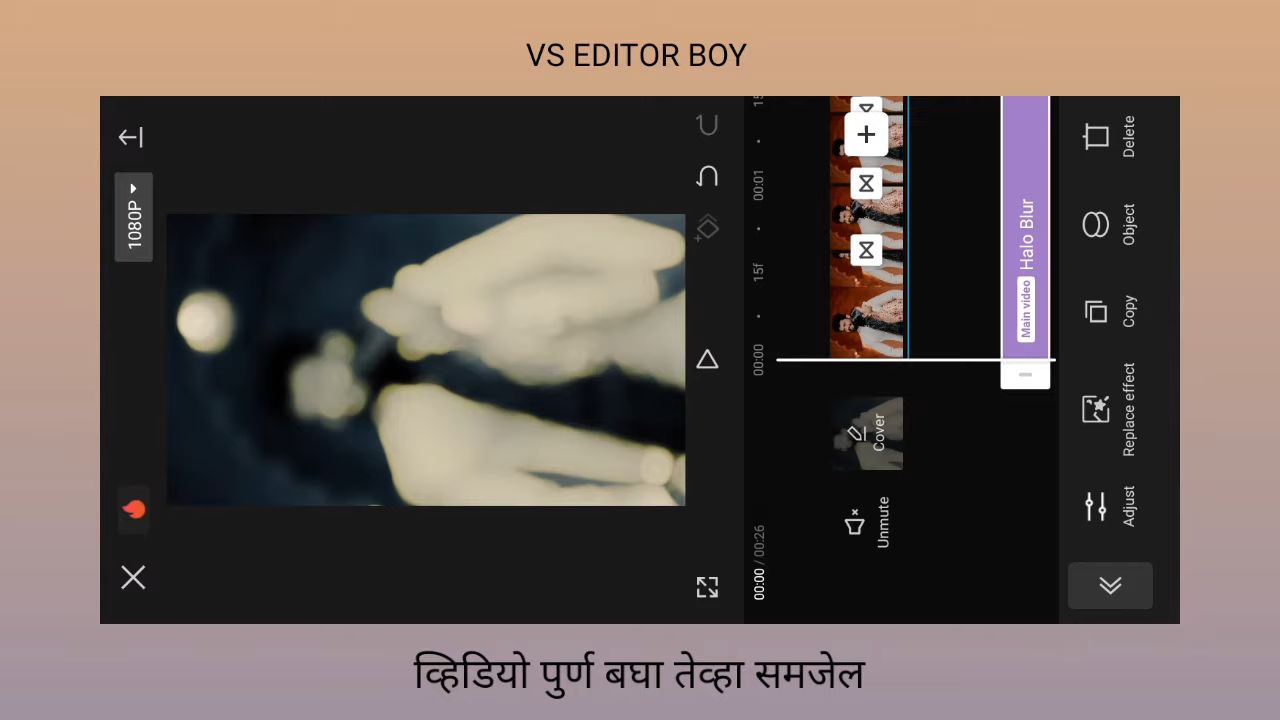 VS EDITOR BOY
1080P
00:00 / 00:26
00:00
15f
00:01
Unmute
Cover
Main video
Halo Blur
Adjust
Replace effect
Copy
Object
Delete
व्हिडियो पुर्ण बघा तेव्हा समजेल